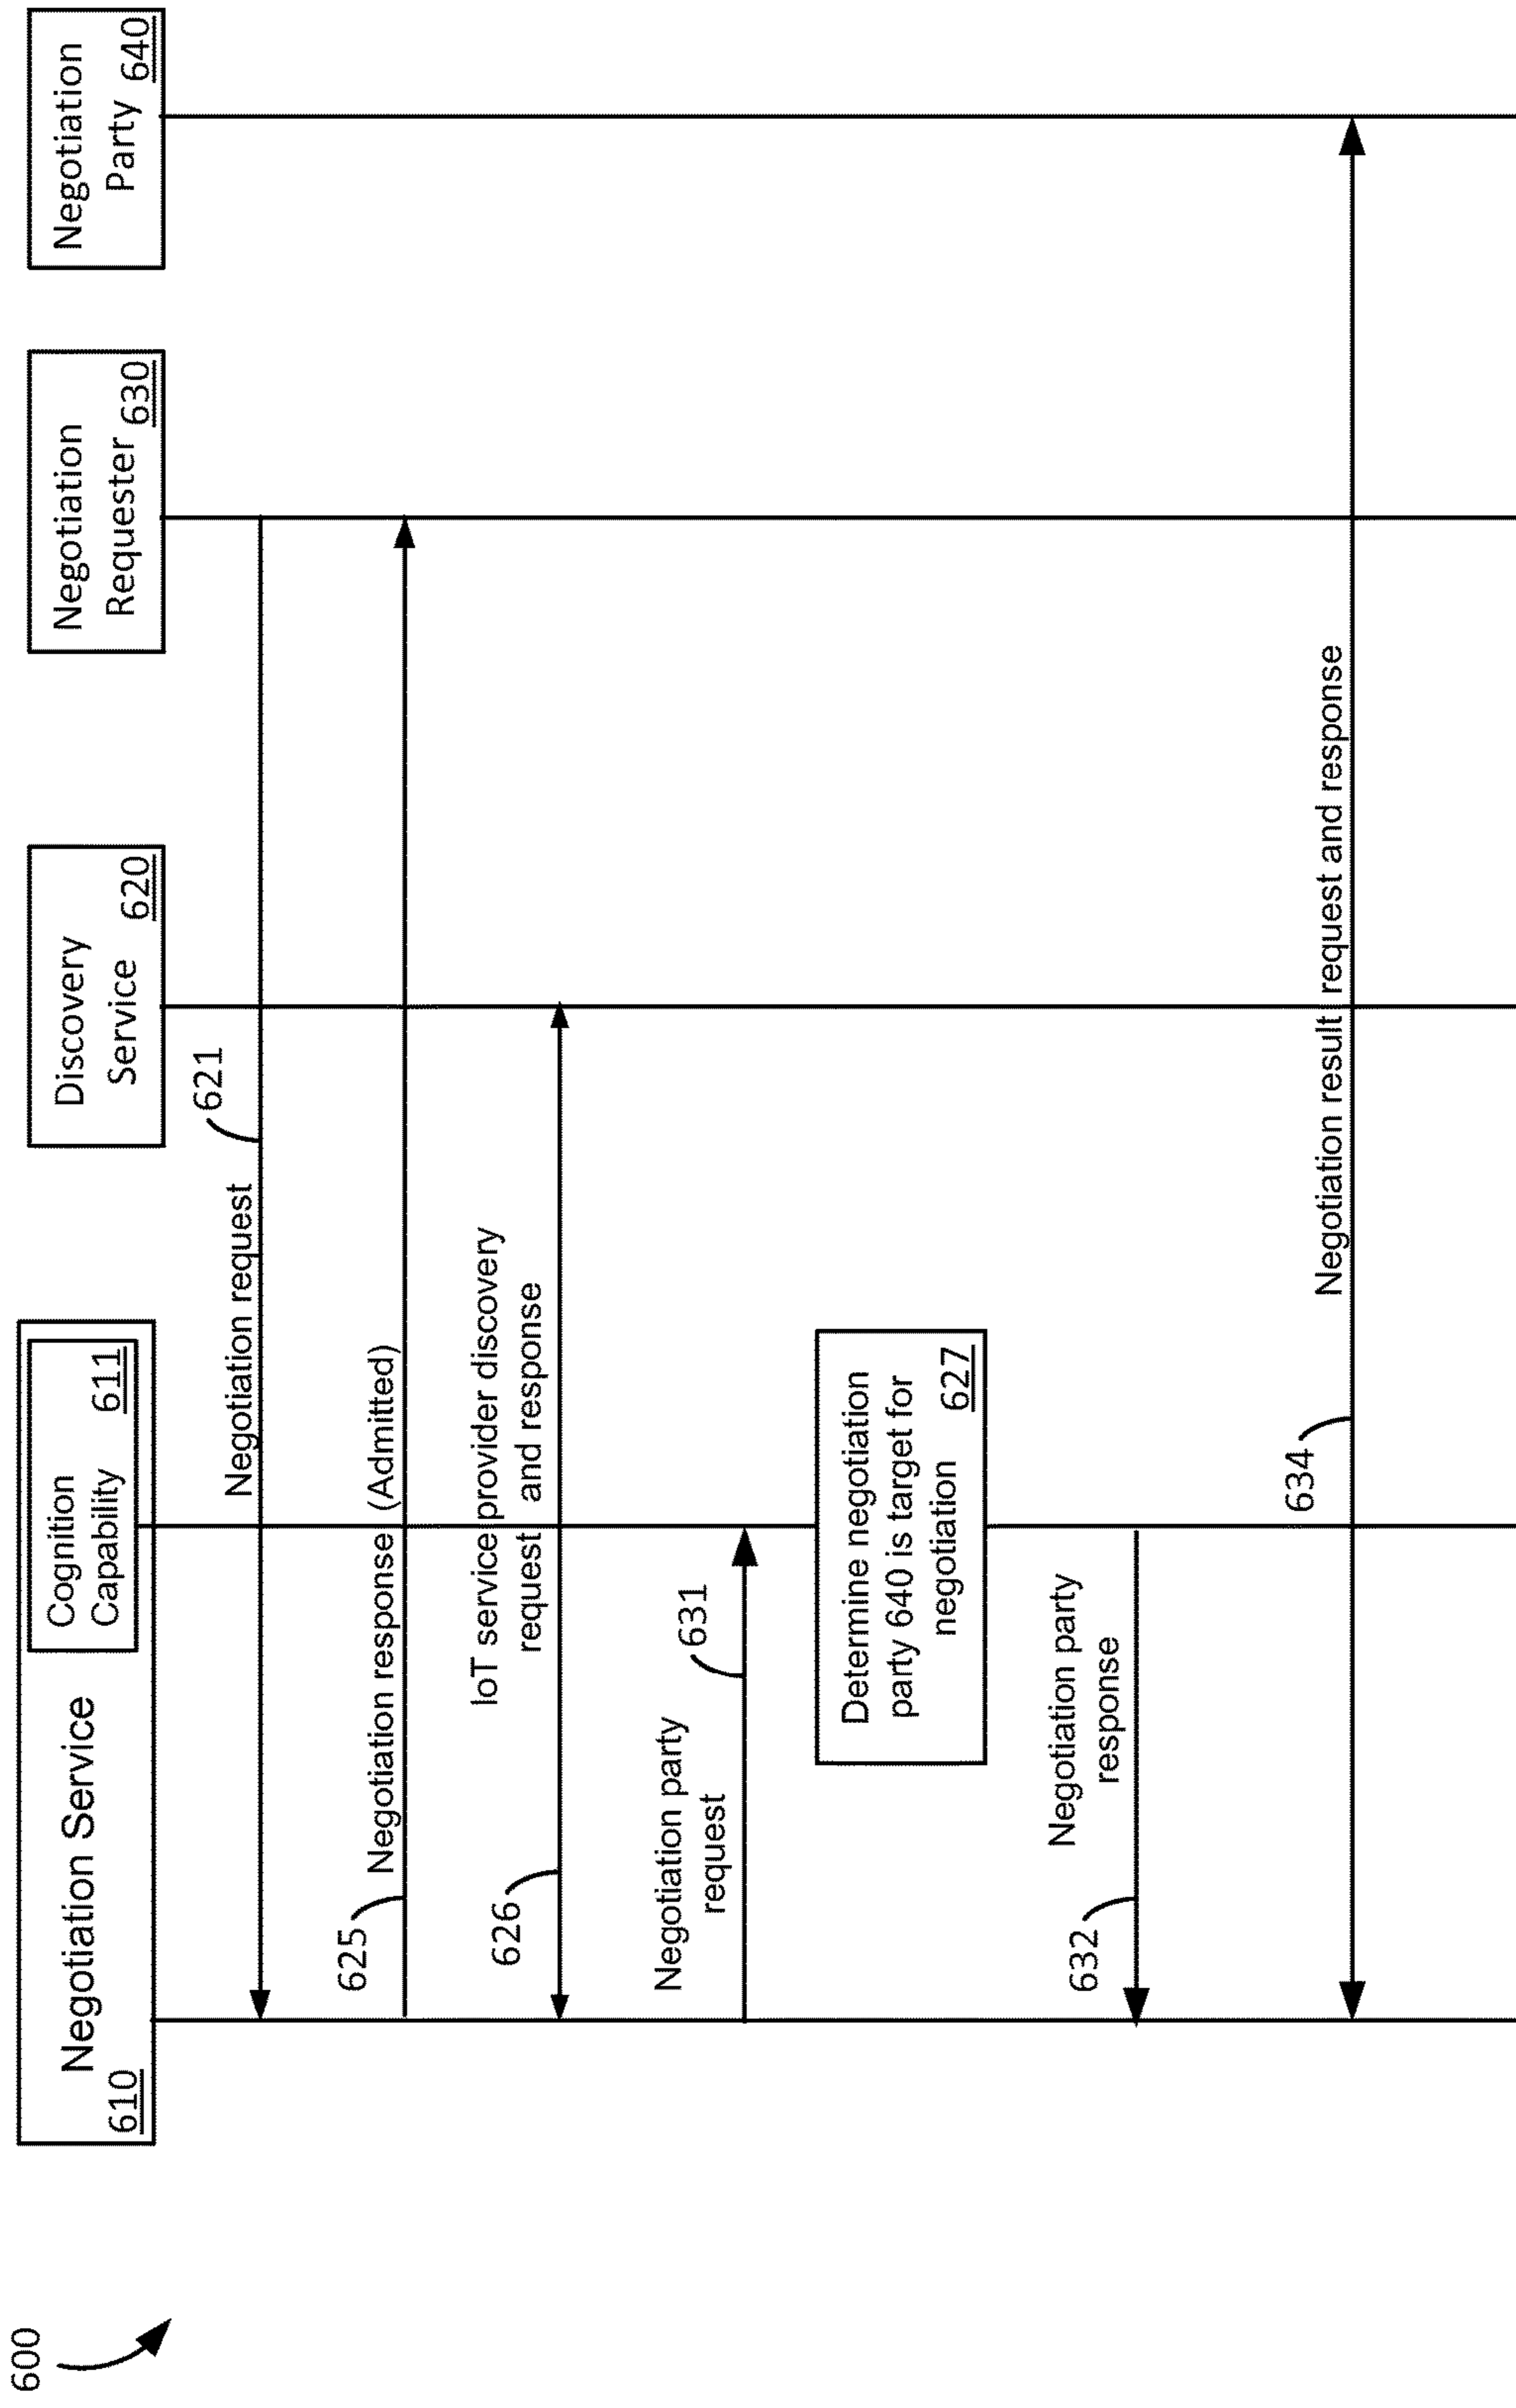 600
Negotiation Service
610
Cognition
Capability 611
Discovery
Service 620
Negotiation
Requester 630
Negotiation
Party 640
621
Negotiation request
625
Negotiation response (Admitted)
626
IoT service provider discovery
request and response
Negotiation party
request
631
Determine negotiation
party 640 is target for
negotiation 627
Negotiation party
response
632
634
Negotiation result request and response